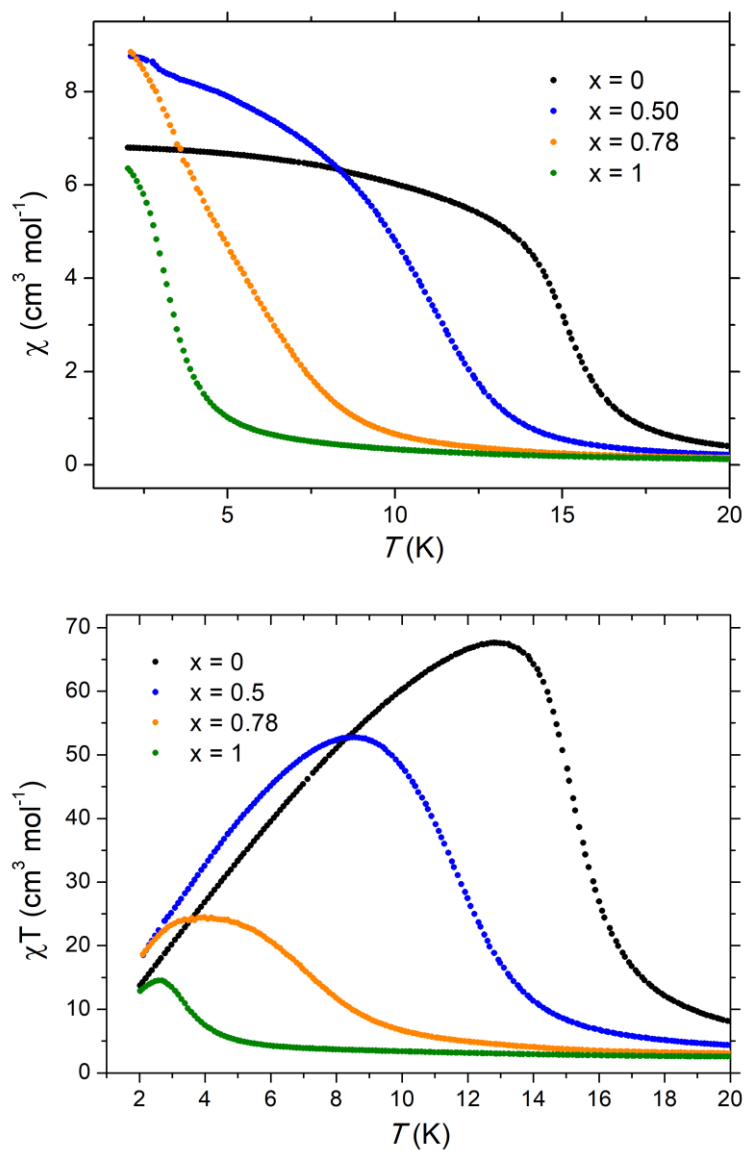 8
6
4
2
0
χ (cm³ mol⁻¹)
x = 0
x = 0.50
x = 0.78
x = 1
5 10 15 20
T (K)
70
60
50
40
30
20
10
0
χT (cm³ mol⁻¹)
x = 0
x = 0.5
x = 0.78
x = 1
2 4 6 8 10 12 14 16 18 20
T (K)